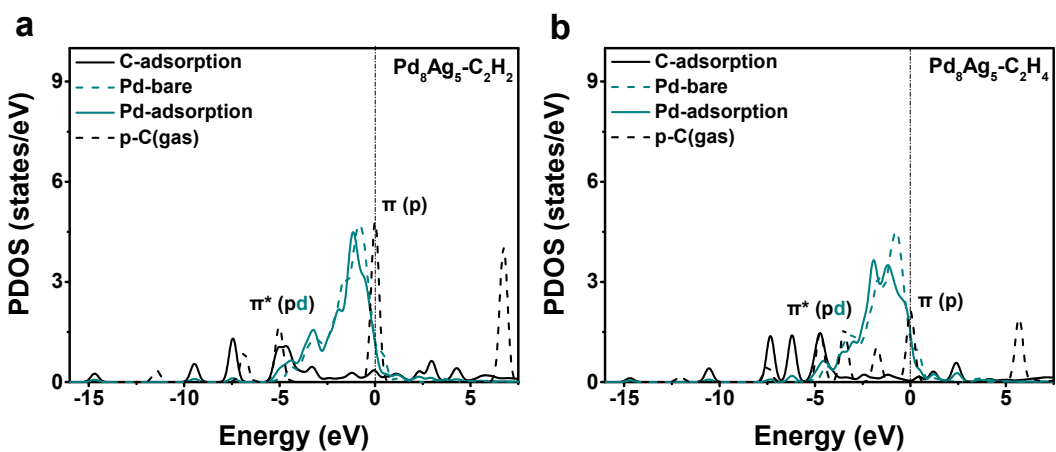 a
C-adsorption
Pd-bare
Pd-adsorption
p-C(gas)
Pd₈Ag₅-C₂H₂
π (p)
π* (pd)
PDOS (states/eV)
9
6
3
0
-15
-10
-5
0
5
Energy (eV)
b
C-adsorption
Pd-bare
Pd-adsorption
p-C(gas)
Pd₈Ag₅-C₂H₄
π (p)
π* (pd)
PDOS (states/eV)
9
6
3
0
-15
-10
-5
0
5
Energy (eV)